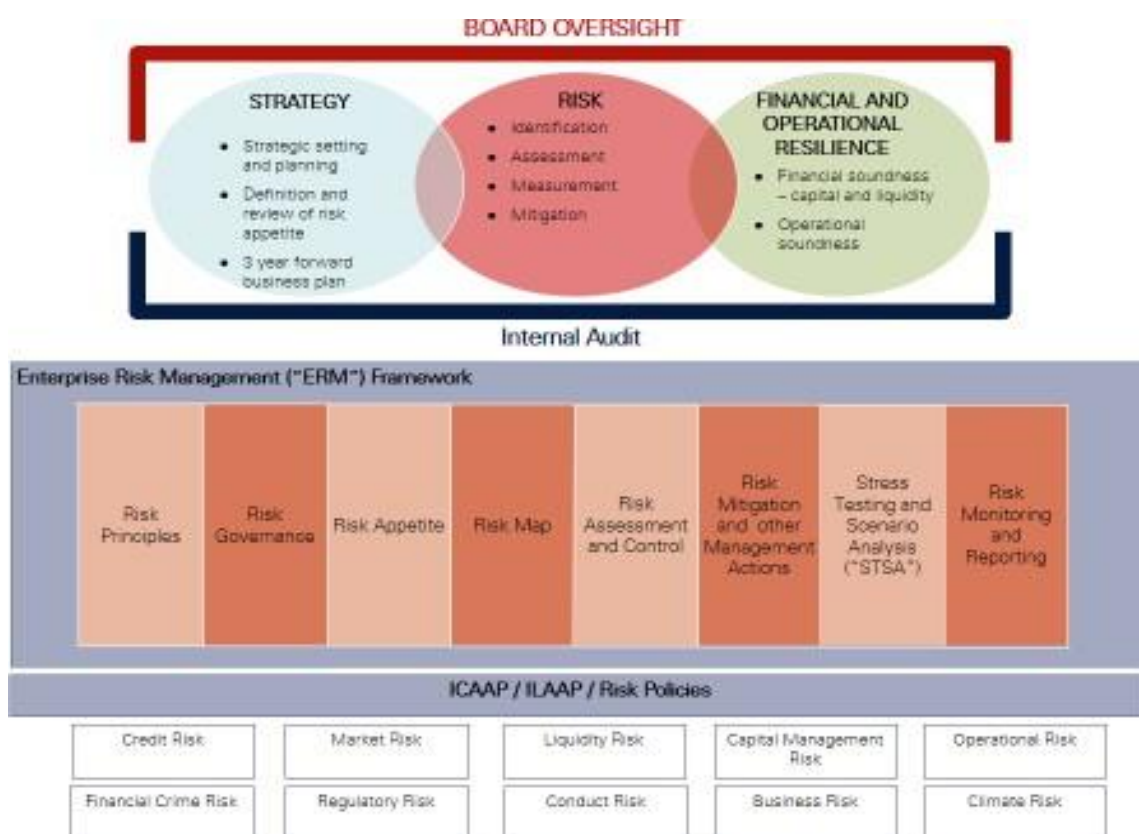 BOARD OVERSIGHT
STRATEGY
• Strategic setting
and planning
• Definition and
review of risk
appetite
• 3 year forward
business plan
RISK
• Identification
• Assessment
• Measurement
• Mitigation
FINANCIAL AND
OPERATIONAL
RESILIENCE
• Financial soundness
– capital and liquidity
• Operational
soundness
Internal Audit
Enterprise Risk Management ("ERM") Framework
Risk
Principles
Risk
Governance
Risk Appetite
Risk Map
Risk
Assessment
and Control
Risk
Mitigation
and other
Management
Actions
Stress
Testing and
Scenario
Analysis
("STSA")
Risk
Monitoring
and
Reporting
ICAAP / ILAAP / Risk Policies
Credit Risk
Market Risk
Liquidity Risk
Capital Management
Risk
Operational Risk
Financial Crime Risk
Regulatory Risk
Conduct Risk
Business Risk
Climate Risk